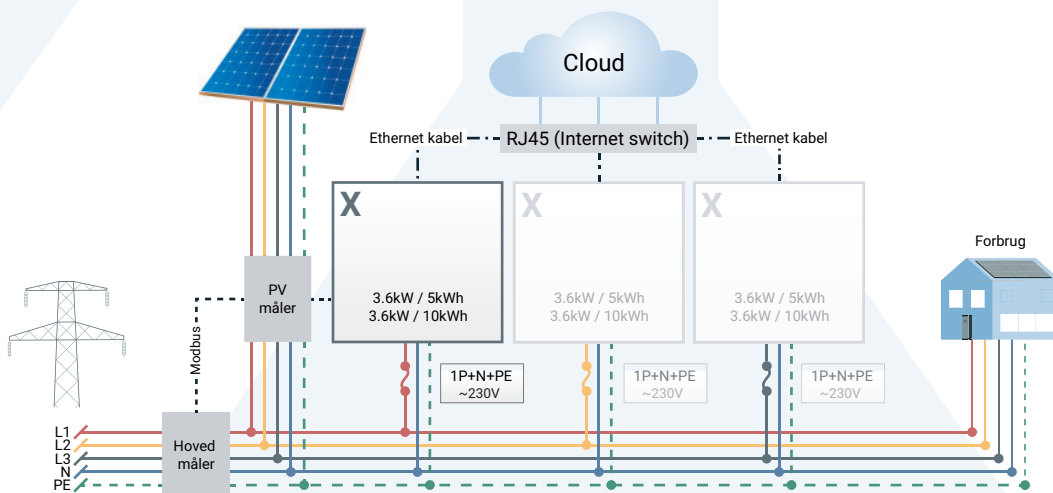 Cloud
Ethernet kabel
RJ45 (Internet switch)
Ethernet kabel
X
X
X
Forbrug
PV
måler
3.6kW / 5kWh
3.6kW / 10kWh
3.6kW / 5kWh
3.6kW / 10kWh
3.6kW / 5kWh
3.6kW / 10kWh
Modbus
1P+N+PE
~230V
1P+N+PE
~230V
1P+N+PE
~230V
Hoved
måler
L1
L2
L3
N
PE